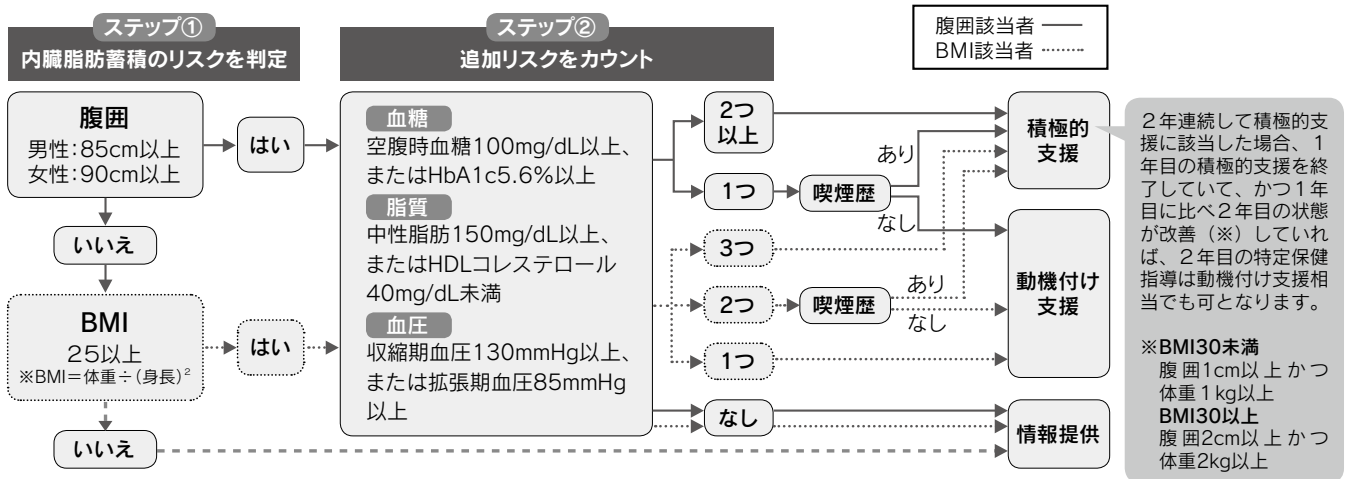 ステップ①
内臓脂肪蓄積のリスクを判定
腹囲
男性:85cm以上
女性:90cm以上
はい
いいえ
BMI
25以上
※BMI=体重÷(身長)²
はい
いいえ
ステップ②
追加リスクをカウント
血糖
空腹時血糖100mg/dL以上、
またはHbA1c5.6%以上
脂質
中性脂肪150mg/dL以上、
またはHDLコレステロール
40mg/dL未満
血圧
収縮期血圧130mmHg以上、
または拡張期血圧85mmHg
以上
2つ
以上
1つ
喫煙歴
あり
なし
3つ
2つ
喫煙歴
あり
なし
1つ
なし
腹囲該当者
BMI該当者
積極的
支援
動機付け
支援
情報提供
2年連続して積極的支
援に該当した場合、1
年目の積極的支援を終
了していて、かつ1年
目に比べ2年目の状態
が改善(※)していれ
ば、2年目の特定保健
指導は動機付け支援相
当でも可となります。
※BMI30未満
腹囲1cm以上かつ
体重1kg以上
BMI30以上
腹囲2cm以上かつ
体重2kg以上